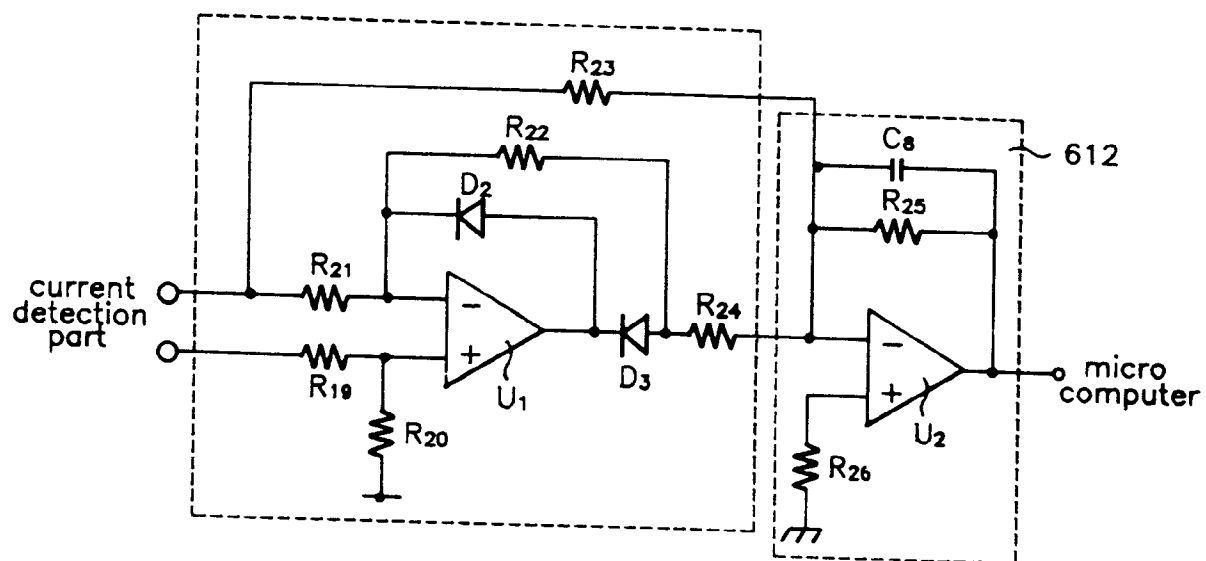 R23
R22
C8
612
D2
R25
R21
current
detection
part
−
+
R24
D3
U1
R19
R20
−
+
micro
computer
U2
R26